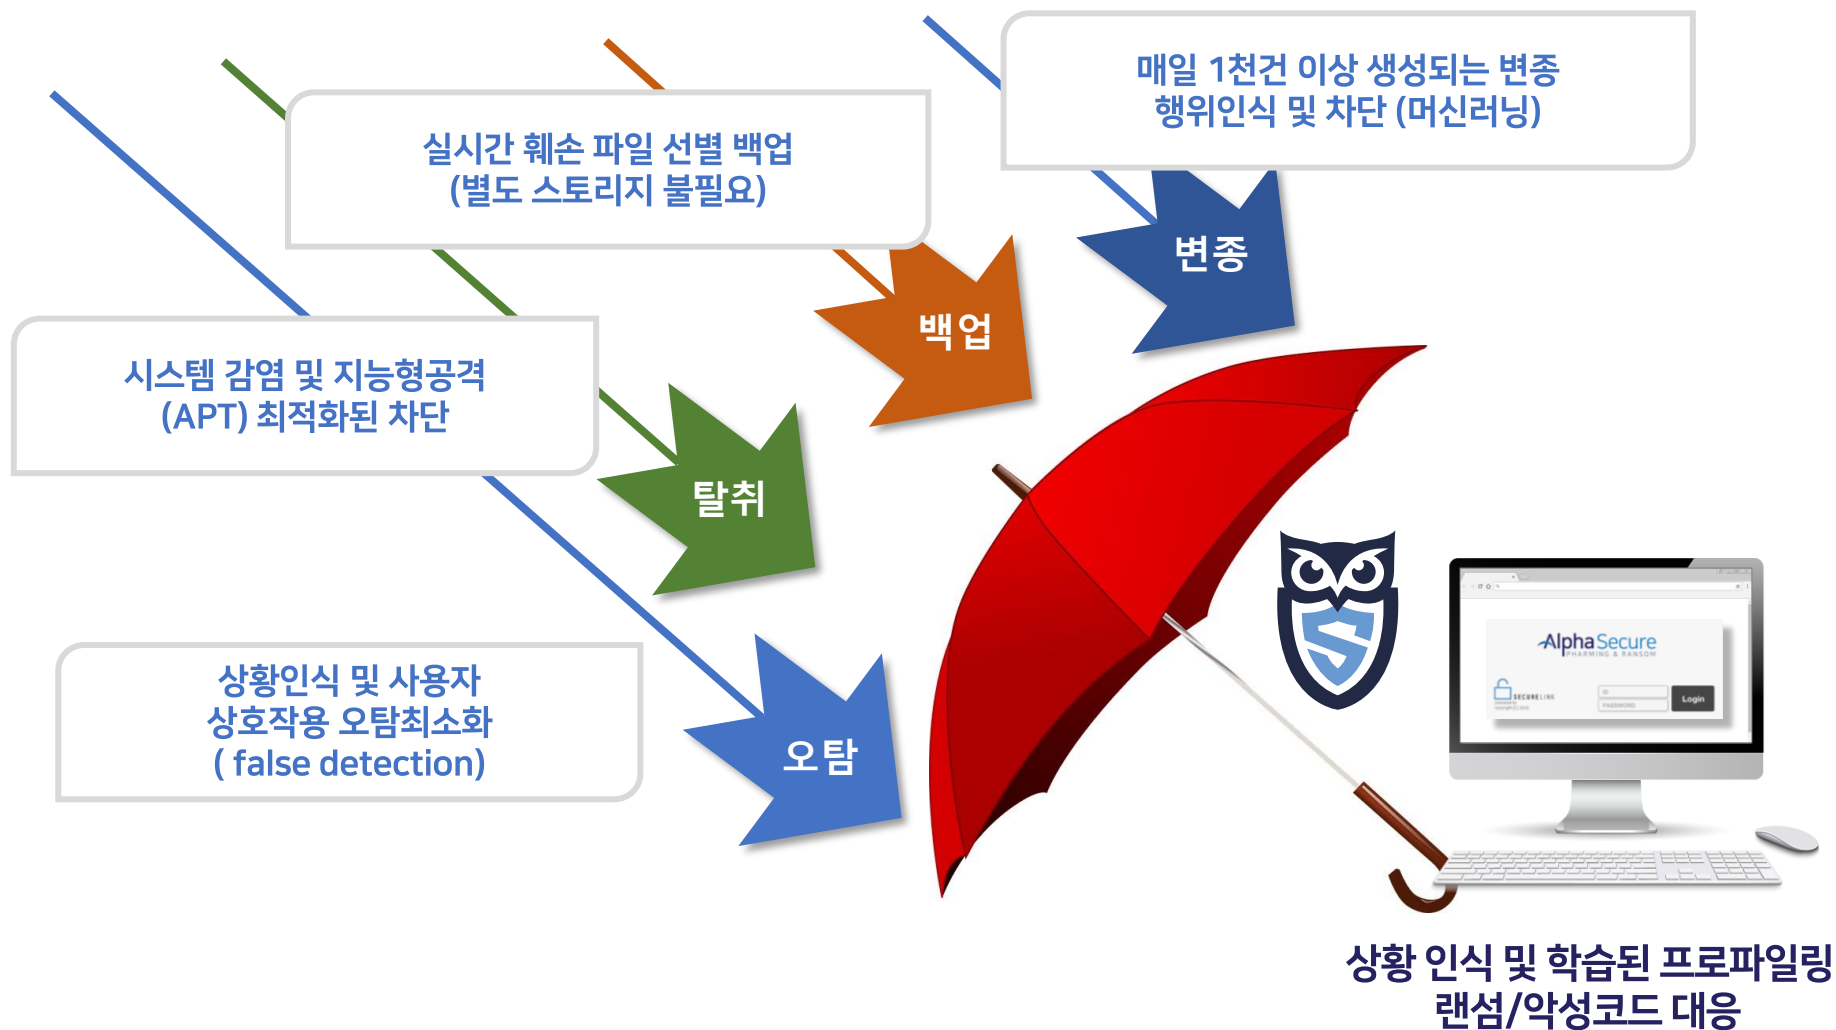 매일 1천건 이상 생성되는 변종
행위인식 및 차단 (머신러닝)
실시간 훼손 파일 선별 백업
(별도 스토리지 불필요)
변종
백업
시스템 감염 및 지능형공격
(APT) 최적화된 차단
탈취
상황인식 및 사용자
상호작용 오탐최소화
( false detection)
오탐
AlphaSecure
PHARMING & RANSOM
SECURELINK
ID
PASSWORD
Login
상황 인식 및 학습된 프로파일링
랜섬/악성코드 대응